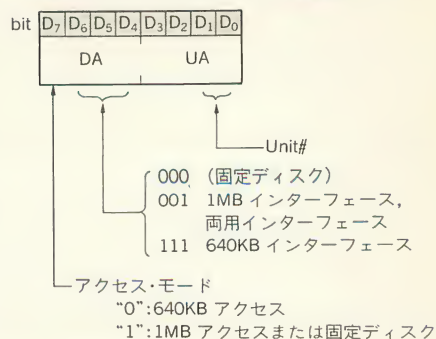 bit D₇ D₆ D₅ D₄ D₃ D₂ D₁ D₀
DA UA
Unit#
000 (固定ディスク)
001 1MB インターフェース,
両用インターフェース
111 640KB インターフェース
アクセス・モード
“0”:640KB アクセス
“1”:1MB アクセスまたは固定ディスク